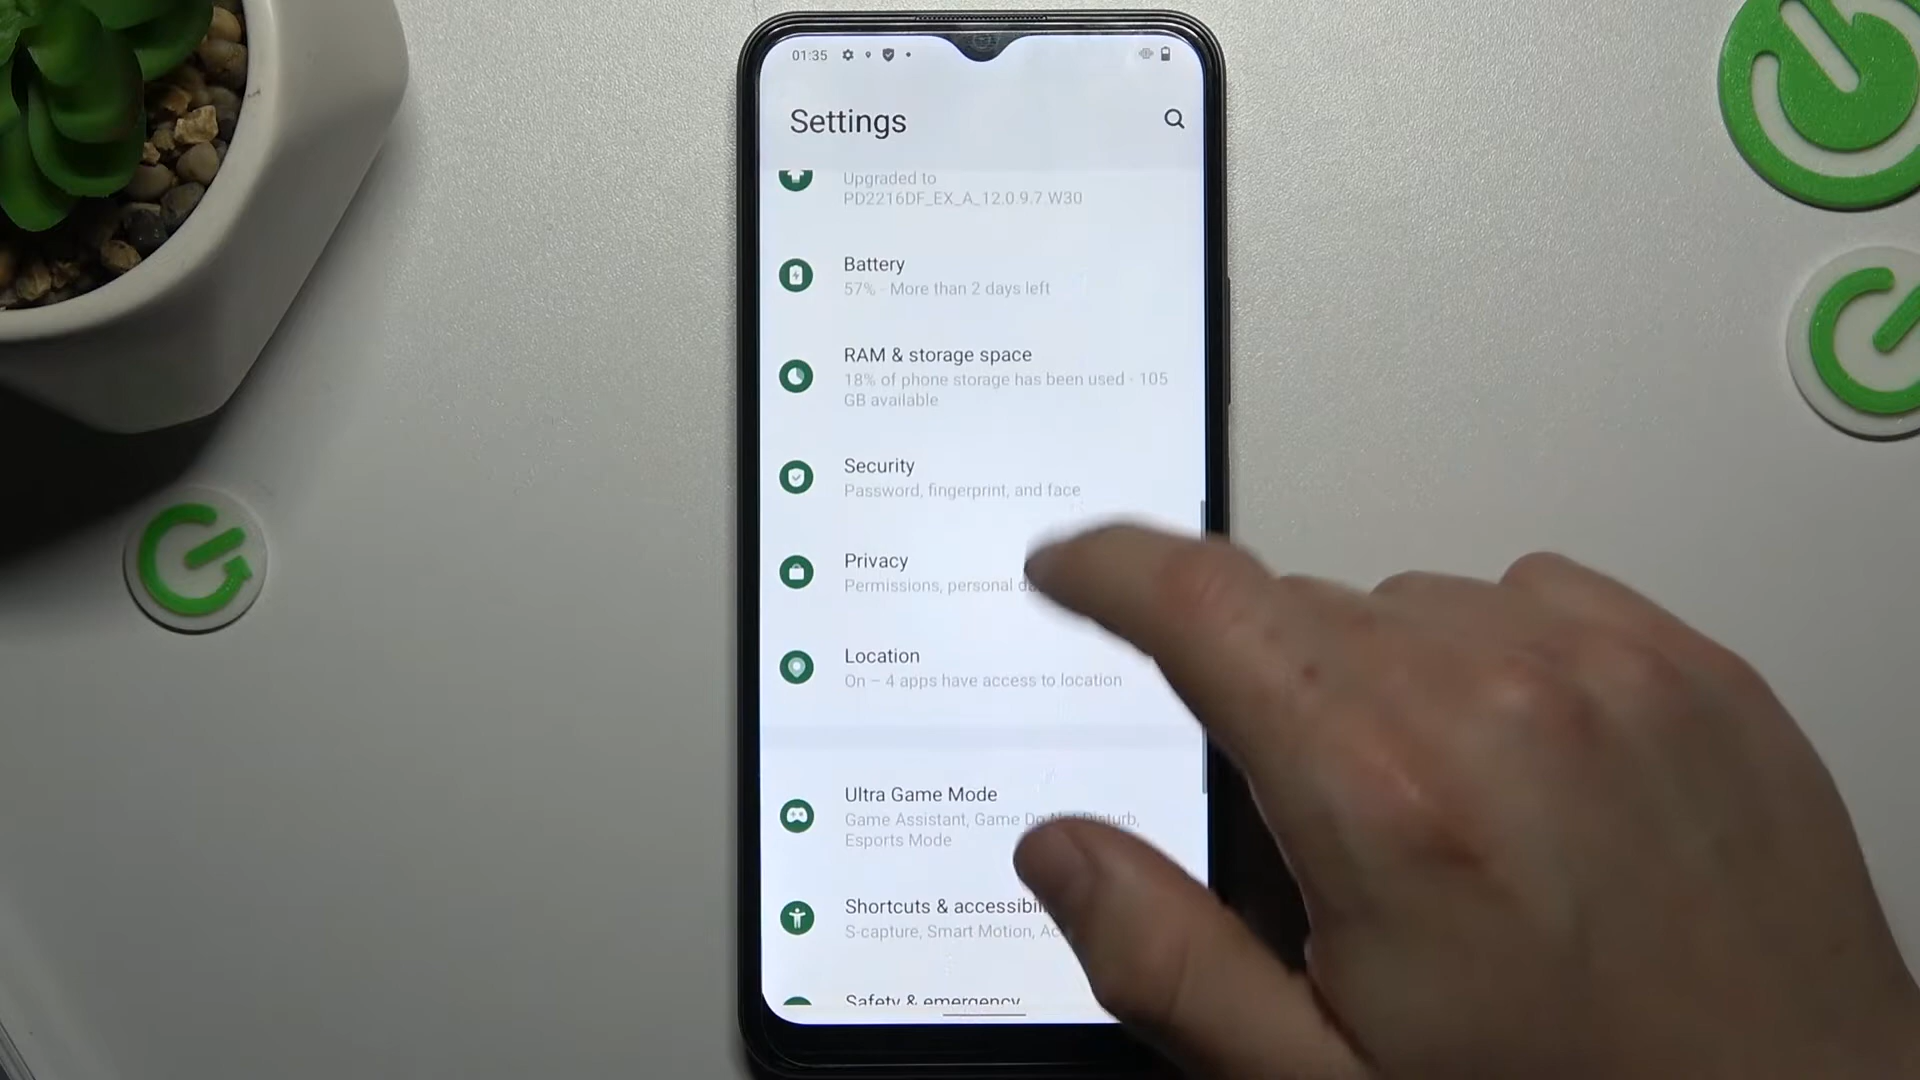 01:35
Settings
Upgraded to
PD2216DF_EX_A_12.0.9.7.W30
Battery
57% - More than 2 days left
RAM & storage space
18% of phone storage has been used · 105
GB available
Security
Password, fingerprint, and face
Privacy
Permissions, personal
Location
On – 4 apps have access to location
Ultra Game Mode
Game Assistant, Game Do Not Disturb,
Esports Mode
Shortcuts &
S-capture, Smart Motion,
Safety & emergency